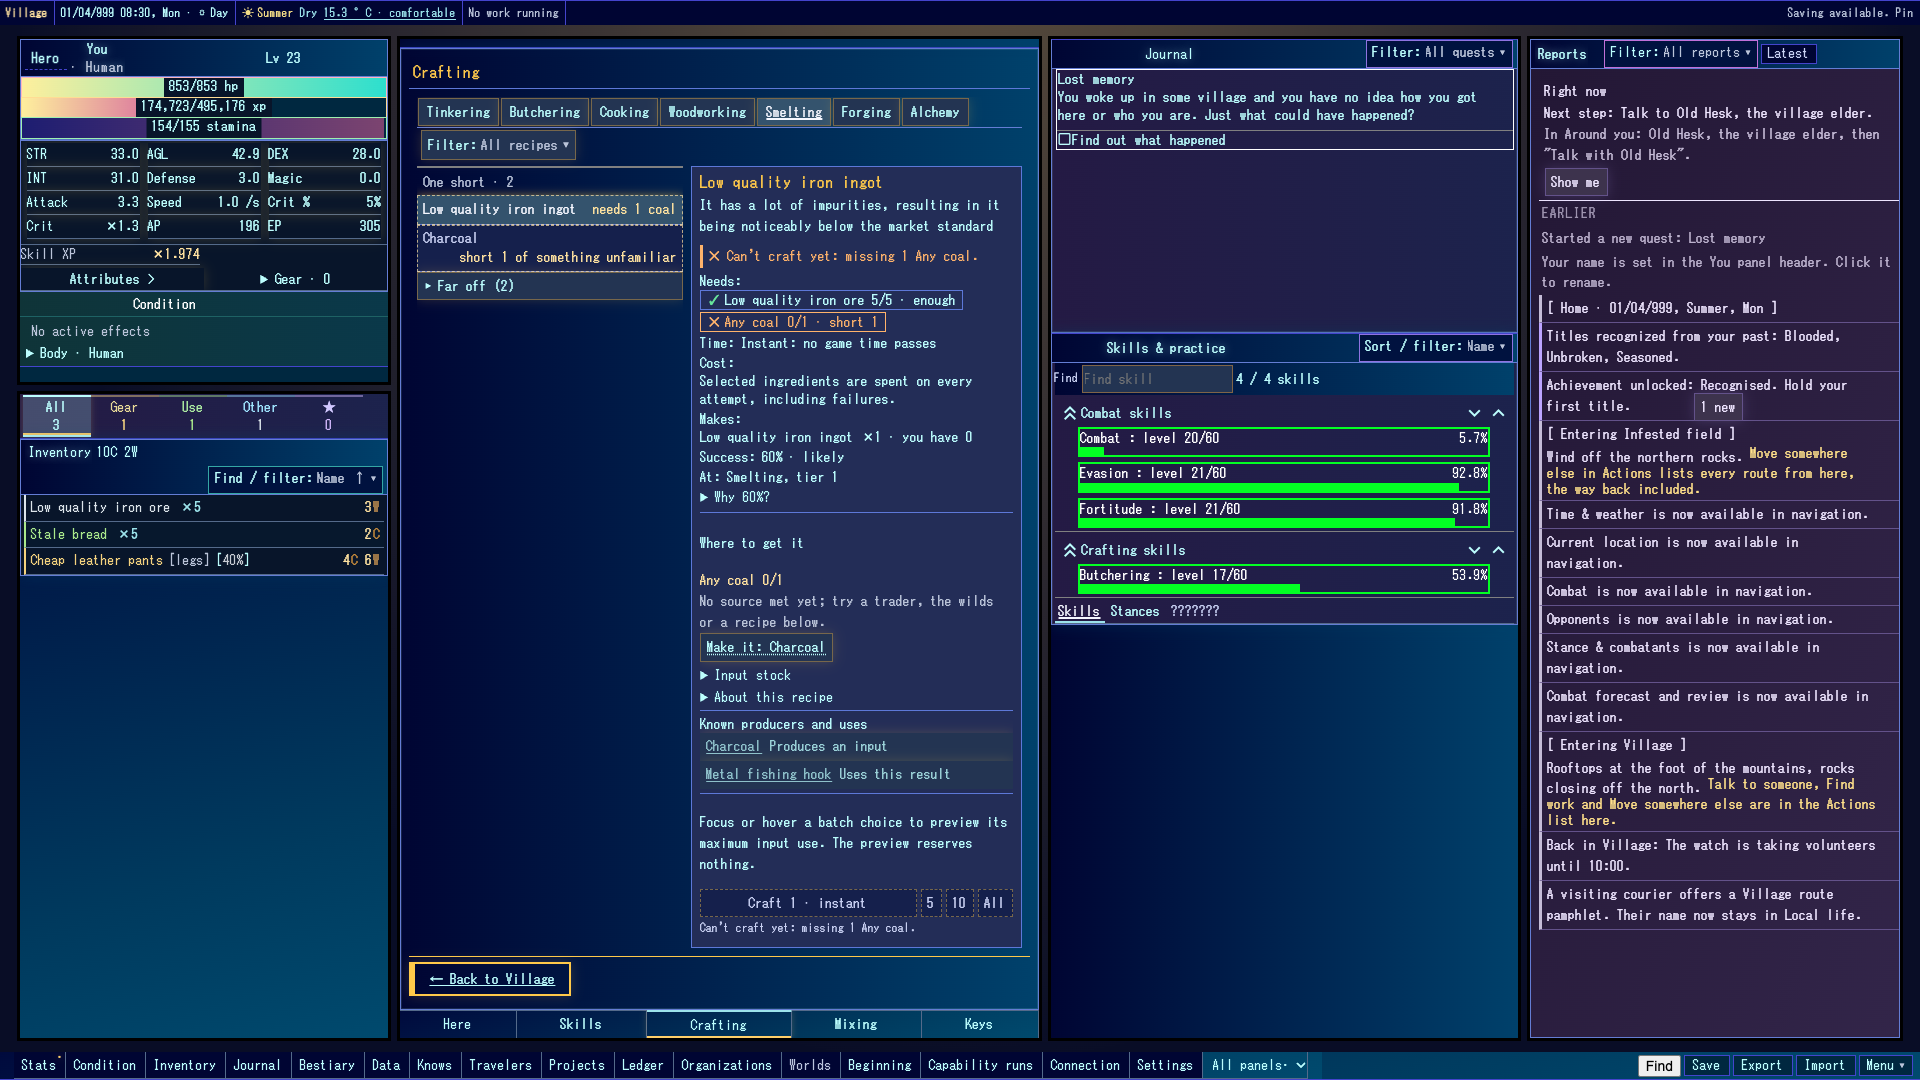 Village
01/04/999 08:30, Mon · ¤ Day
☀ Summer Dry 15.3 ° C · comfortable
No work running
Saving available. Pin
Hero · You Human
Lv 23
853/853 hp
174,723/495,176 xp
154/155 stamina
STR 33.0 AGL 42.9 DEX 28.0
INT 31.0 Defense 3.0 Magic 0.0
Attack 3.3 Speed 1.0 /s Crit % 5%
Crit ×1.3 AP 196 EP 305
Skill XP ×1.974
Attributes >
▶ Gear · 0
Condition
No active effects
▶ Body · Human
All 3
Gear 1
Use 1
Other 1
★ 0
Inventory 10C 2W
Find / filter: Name ↑ ▾
Low quality iron ore ×5 3W
Stale bread ×5 2C
Cheap leather pants [legs] [40%] 4C 6W
Crafting
Tinkering Butchering Cooking Woodworking Smelting Forging Alchemy
Filter: All recipes ▾
One short · 2
Low quality iron ingot needs 1 coal
Charcoal
short 1 of something unfamiliar
▸ Far off (2)
Low quality iron ingot
It has a lot of impurities, resulting in it
being noticeably below the market standard
✕ Can't craft yet: missing 1 Any coal.
Needs:
✓ Low quality iron ore 5/5 · enough
✕ Any coal 0/1 · short 1
Time: Instant: no game time passes
Cost:
Selected ingredients are spent on every
attempt, including failures.
Makes:
Low quality iron ingot ×1 · you have 0
Success: 60% · likely
At: Smelting, tier 1
▶ Why 60%?
Where to get it
Any coal 0/1
No source met yet; try a trader, the wilds
or a recipe below.
Make it: Charcoal
▶ Input stock
▶ About this recipe
Known producers and uses
Charcoal Produces an input
Metal fishing hook Uses this result
Focus or hover a batch choice to preview its
maximum input use. The preview reserves
nothing.
Craft 1 · instant 5 10 All
Can't craft yet: missing 1 Any coal.
← Back to Village
Here Skills Crafting Mixing Keys
Journal
Filter: All quests ▾
Lost memory
You woke up in some village and you have no idea how you got
here or who you are. Just what could have happened?
☐Find out what happened
Skills & practice
Sort / filter: Name ▾
Find Find skill 4 / 4 skills
Combat skills
Combat : level 20/60 5.7%
Evasion : level 21/60 92.8%
Fortitude : level 21/60 91.8%
Crafting skills
Butchering : level 17/60 53.9%
Skills Stances ???????
Reports
Filter: All reports ▾
Latest
Right now
Next step: Talk to Old Hesk, the village elder.
In Around you: Old Hesk, the village elder, then
"Talk with Old Hesk".
Show me
EARLIER
Started a new quest: Lost memory
Your name is set in the You panel header. Click it
to rename.
[ Home · 01/04/999, Summer, Mon ]
Titles recognized from your past: Blooded,
Unbroken, Seasoned.
Achievement unlocked: Recognised. Hold your
first title.
1 new
[ Entering Infested field ]
Wind off the northern rocks. Move somewhere
else in Actions lists every route from here,
the way back included.
Time & weather is now available in navigation.
Current location is now available in
navigation.
Combat is now available in navigation.
Opponents is now available in navigation.
Stance & combatants is now available in
navigation.
Combat forecast and review is now available in
navigation.
[ Entering Village ]
Rooftops at the foot of the mountains, rocks
closing off the north. Talk to someone, Find
work and Move somewhere else are in the Actions
list here.
Back in Village: The watch is taking volunteers
until 10:00.
A visiting courier offers a Village route
pamphlet. Their name now stays in Local life.
Stats Condition Inventory Journal Bestiary Data Knows Travelers Projects Ledger Organizations Worlds Beginning Capability runs Connection Settings All panels·
Find Save Export Import Menu ▾